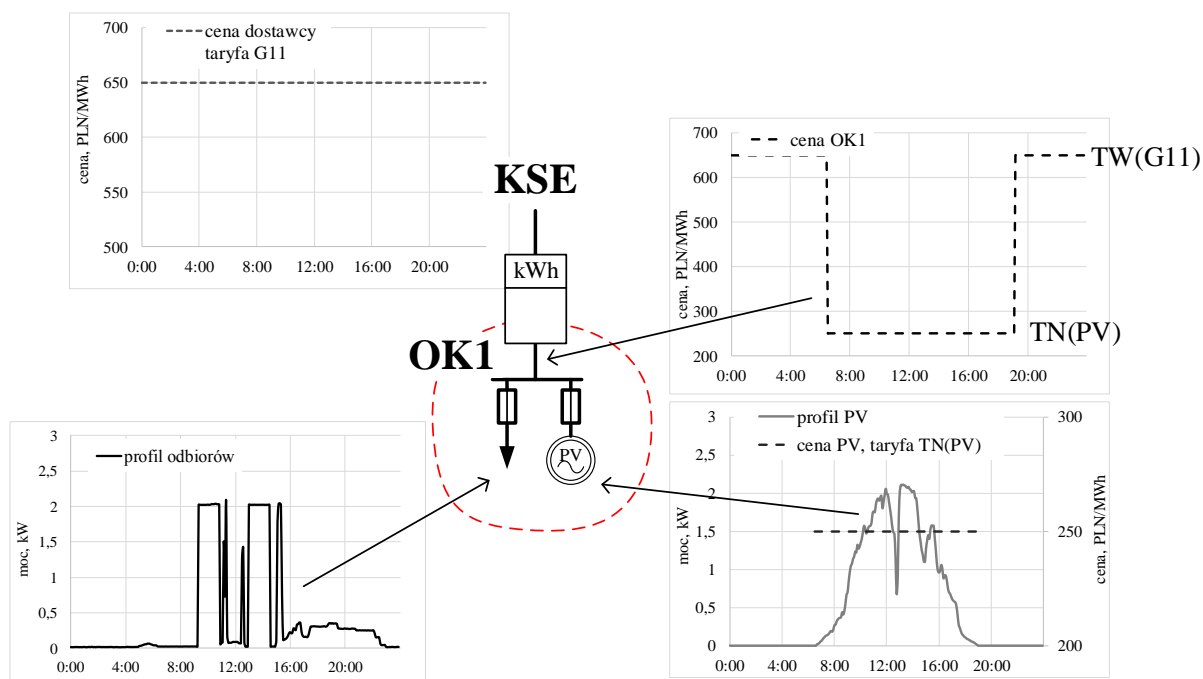 700
650
600
550
500
cena, PLN/MWh
cena dostawcy
taryfa G11
0:00 4:00 8:00 12:00 16:00 20:00
KSE
kWh
OK1
PV
700
600
500
400
300
200
cena, PLN/MWh
cena OK1
TW(G11)
TN(PV)
0:00 4:00 8:00 12:00 16:00 20:00
3
2,5
2
1,5
1
0,5
0
moc, kW
profil odbiorów
0:00 4:00 8:00 12:00 16:00 20:00
3
2,5
2
1,5
1
0,5
0
moc, kW
profil PV
cena PV, taryfa TN(PV)
300
250
200
cena, PLN/MWh
0:00 4:00 8:00 12:00 16:00 20:00